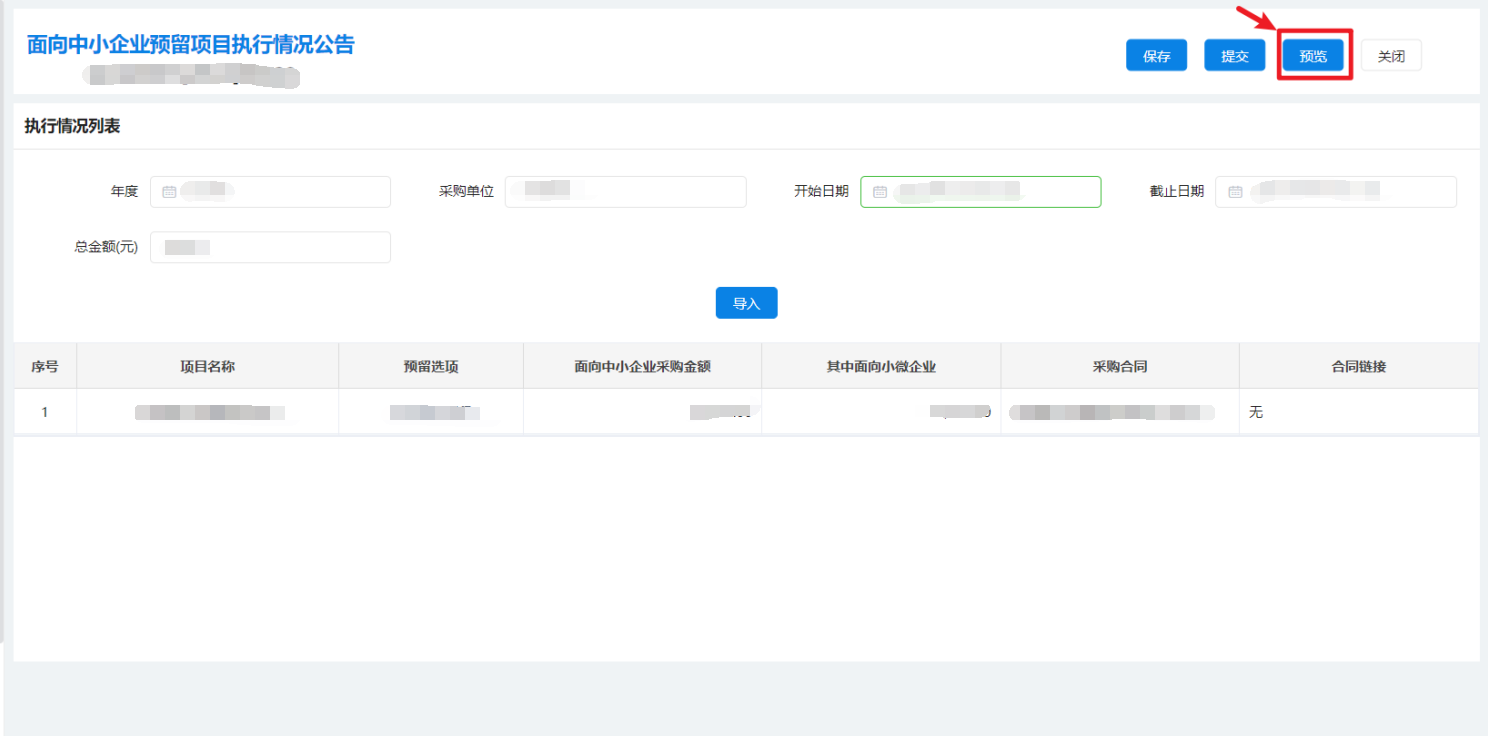 面向中小企业预留项目执行情况公告
保存 提交 预览 关闭
执行情况列表
年度 采购单位 开始日期 截止日期
总金额(元)
导入
序号 项目名称 预留选项 面向中小企业采购金额 其中面向小微企业 采购合同 合同链接
1 无